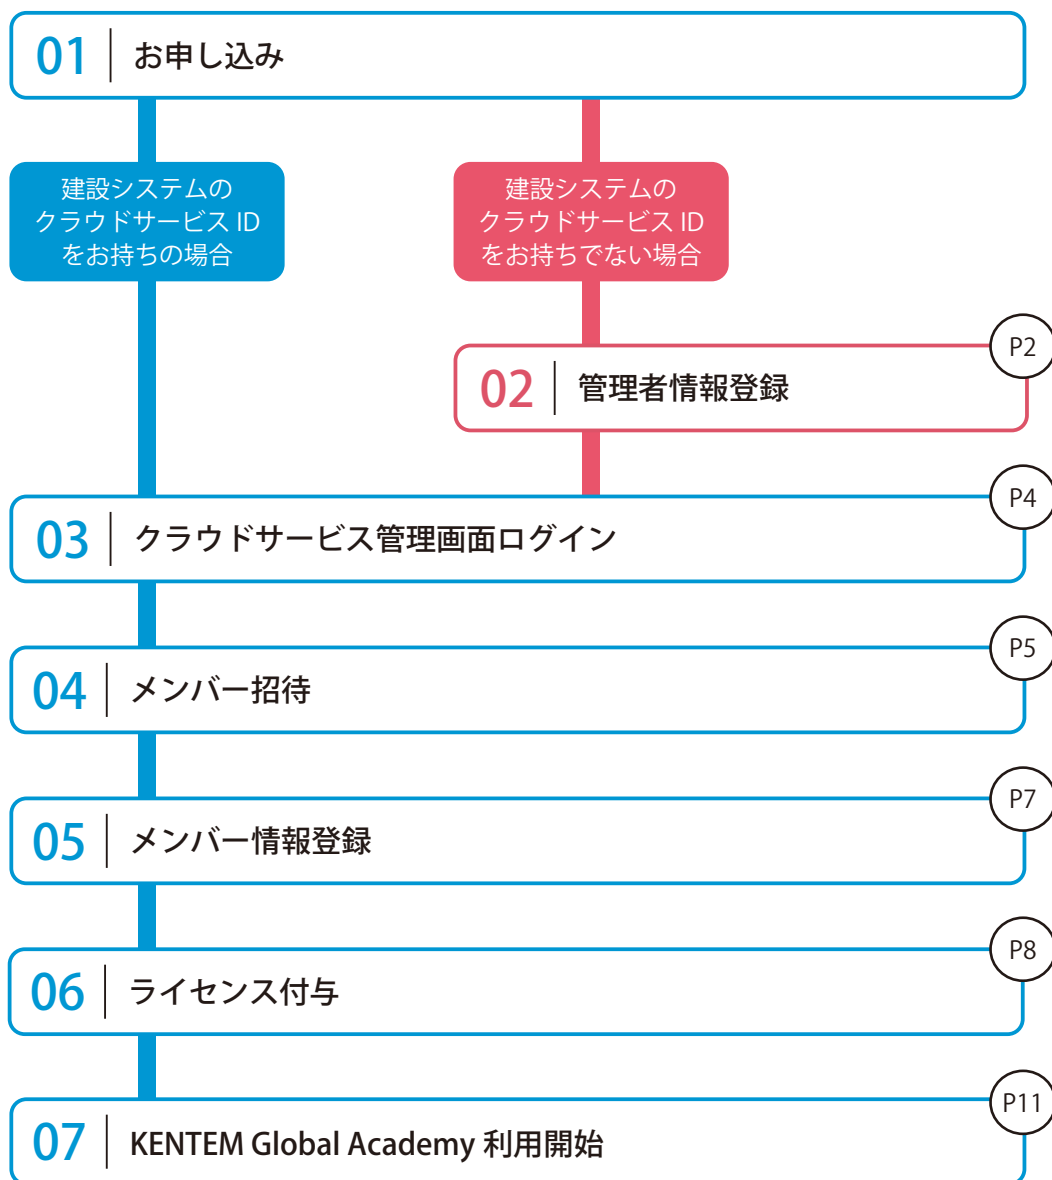 01 お申し込み
建設システムの
クラウドサービス ID
をお持ちの場合
建設システムの
クラウドサービス ID
をお持ちでない場合
P2
02 管理者情報登録
P4
03 クラウドサービス管理画面ログイン
P5
04 メンバー招待
P7
05 メンバー情報登録
P8
06 ライセンス付与
P11
07 KENTEM Global Academy 利用開始